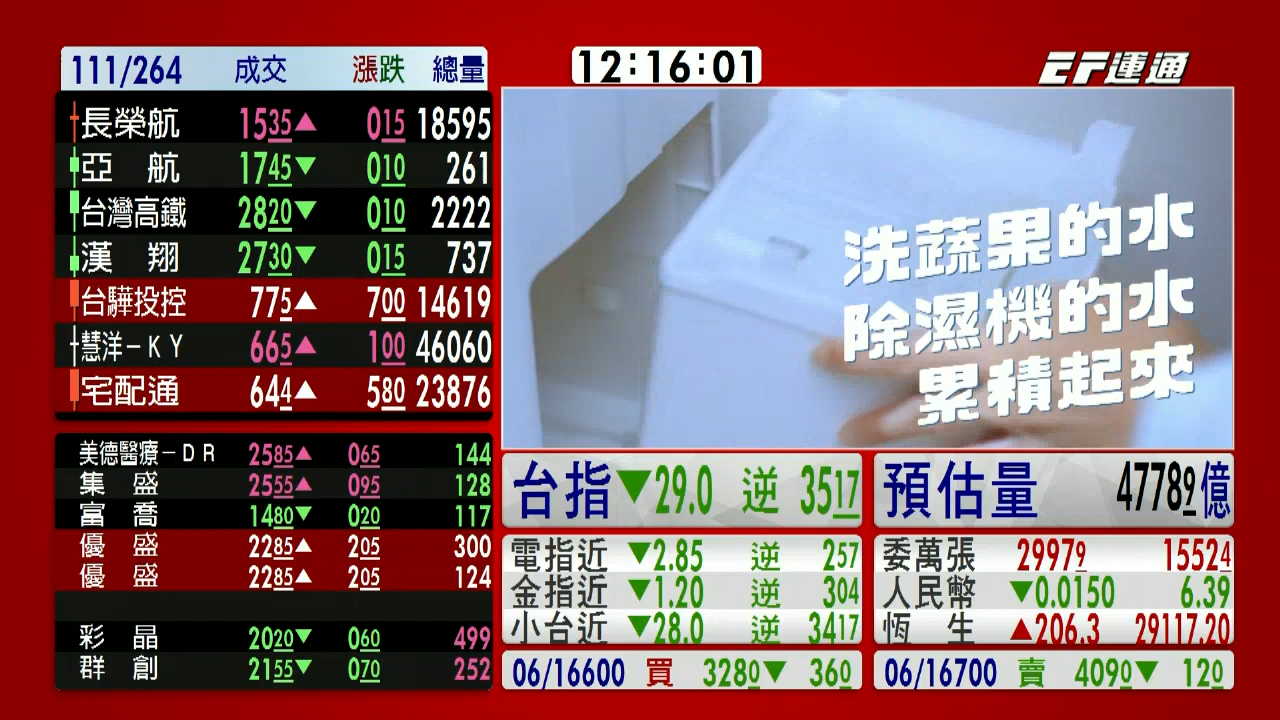 111/264 成交 漲跌 總量
12:16:01
EF運通
長榮航 1535▲ 015 18595
亞 航 1745▼ 010 261
台灣高鐵 2820▼ 010 2222
漢 翔 2730▼ 015 737
台驊投控 775▲ 700 14619
慧洋-KY 665▲ 100 46060
宅配通 644▲ 580 23876
洗蔬果的水
除濕機的水
累積起來
美德醫療-DR 2585▲ 065 144
集 盛 2555▲ 095 128
富 喬 1480▼ 020 117
優 盛 2285▲ 205 300
優 盛 2285▲ 205 124
彩 晶 2020▼ 060 499
群 創 2155▼ 070 252
台指▼29.0 逆 3517
預估量 47789億
電指近 ▼2.85 逆 257
金指近 ▼1.20 逆 304
小台近 ▼28.0 逆 3417
委萬張 29979 15524
人民幣 ▼0.0150 6.39
恆 生 ▲206.3 29117.20
06/16600 買 3280▼ 360
06/16700 賣 4090▼ 120